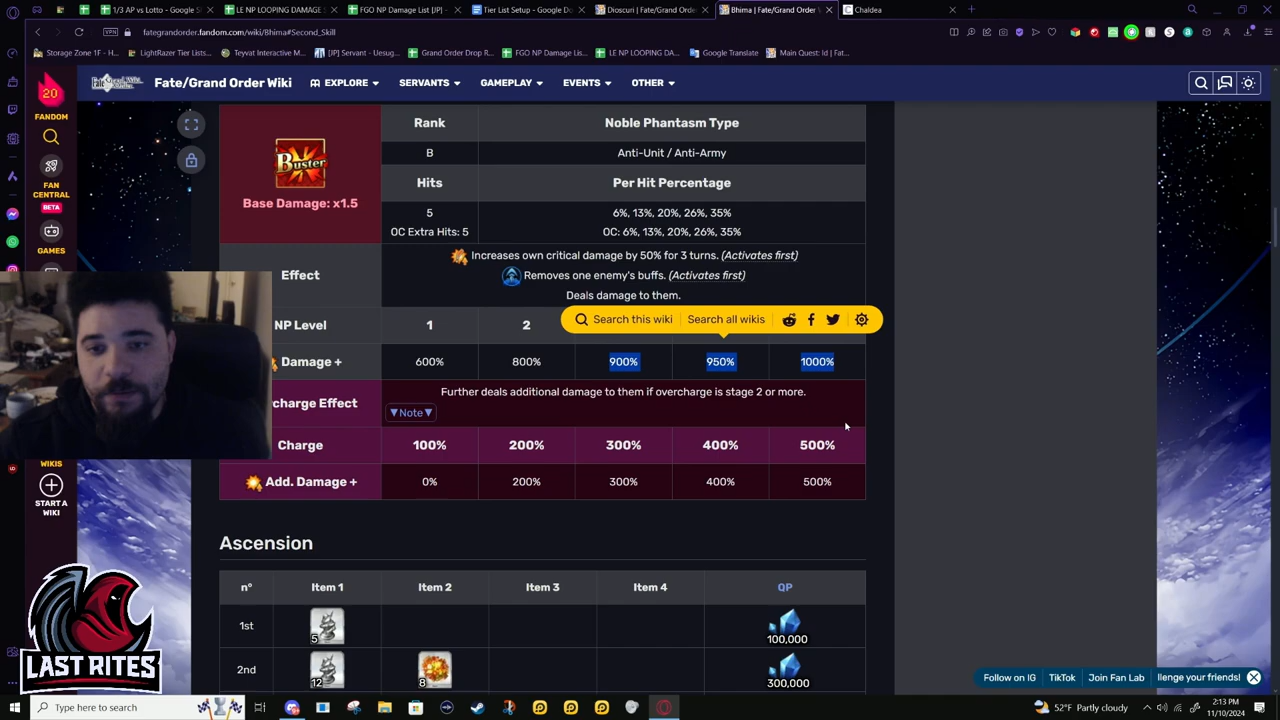 1/3 AP vs Lotto - Google S
LE NP LOOPING DAMAGE S
FGO NP Damage List [JP] -
Tier List Setup - Google Do
Dioscuri | Fate/Grand Order
Bhima | Fate/Grand Order
Chaldea
VPN
fategrandorder.fandom.com/wiki/Bhima#Second_Skill
Storage Zone 1F - H...
LightRazer Tier Lists...
Teyvat Interactive M...
[JP] Servant - Uesug...
Grand Order Drop R...
FGO NP Damage Lis...
LE NP LOOPING DA...
Google Translate
Main Quest: Id | Fat...
20
FANDOM
Fate/Grand Order Wiki
EXPLORE
SERVANTS
GAMEPLAY
EVENTS
OTHER
FAN
CENTRAL
BETA
GAMES
WIKIS
START A
WIKI
Buster
Base Damage: x1.5
Rank
Noble Phantasm Type
B
Anti-Unit / Anti-Army
Hits
Per Hit Percentage
5
6%, 13%, 20%, 26%, 35%
OC Extra Hits: 5
OC: 6%, 13%, 20%, 26%, 35%
Effect
Increases own critical damage by 50% for 3 turns. (Activates first)
Removes one enemy's buffs. (Activates first)
Deals damage to them.
Search this wiki
Search all wikis
NP Level
1
2
Damage +
600%
800%
900%
950%
1000%
rcharge Effect
Further deals additional damage to them if overcharge is stage 2 or more.
▼Note▼
Charge
100%
200%
300%
400%
500%
Add. Damage +
0%
200%
300%
400%
500%
Ascension
n°
Item 1
Item 2
Item 3
Item 4
QP
1st
5
100,000
2nd
12
8
300,000
LAST RITES
Follow on IG
TikTok
Join Fan Lab
llenge your friends!
Type here to search
52°F Partly cloudy
2:13 PM
11/10/2024